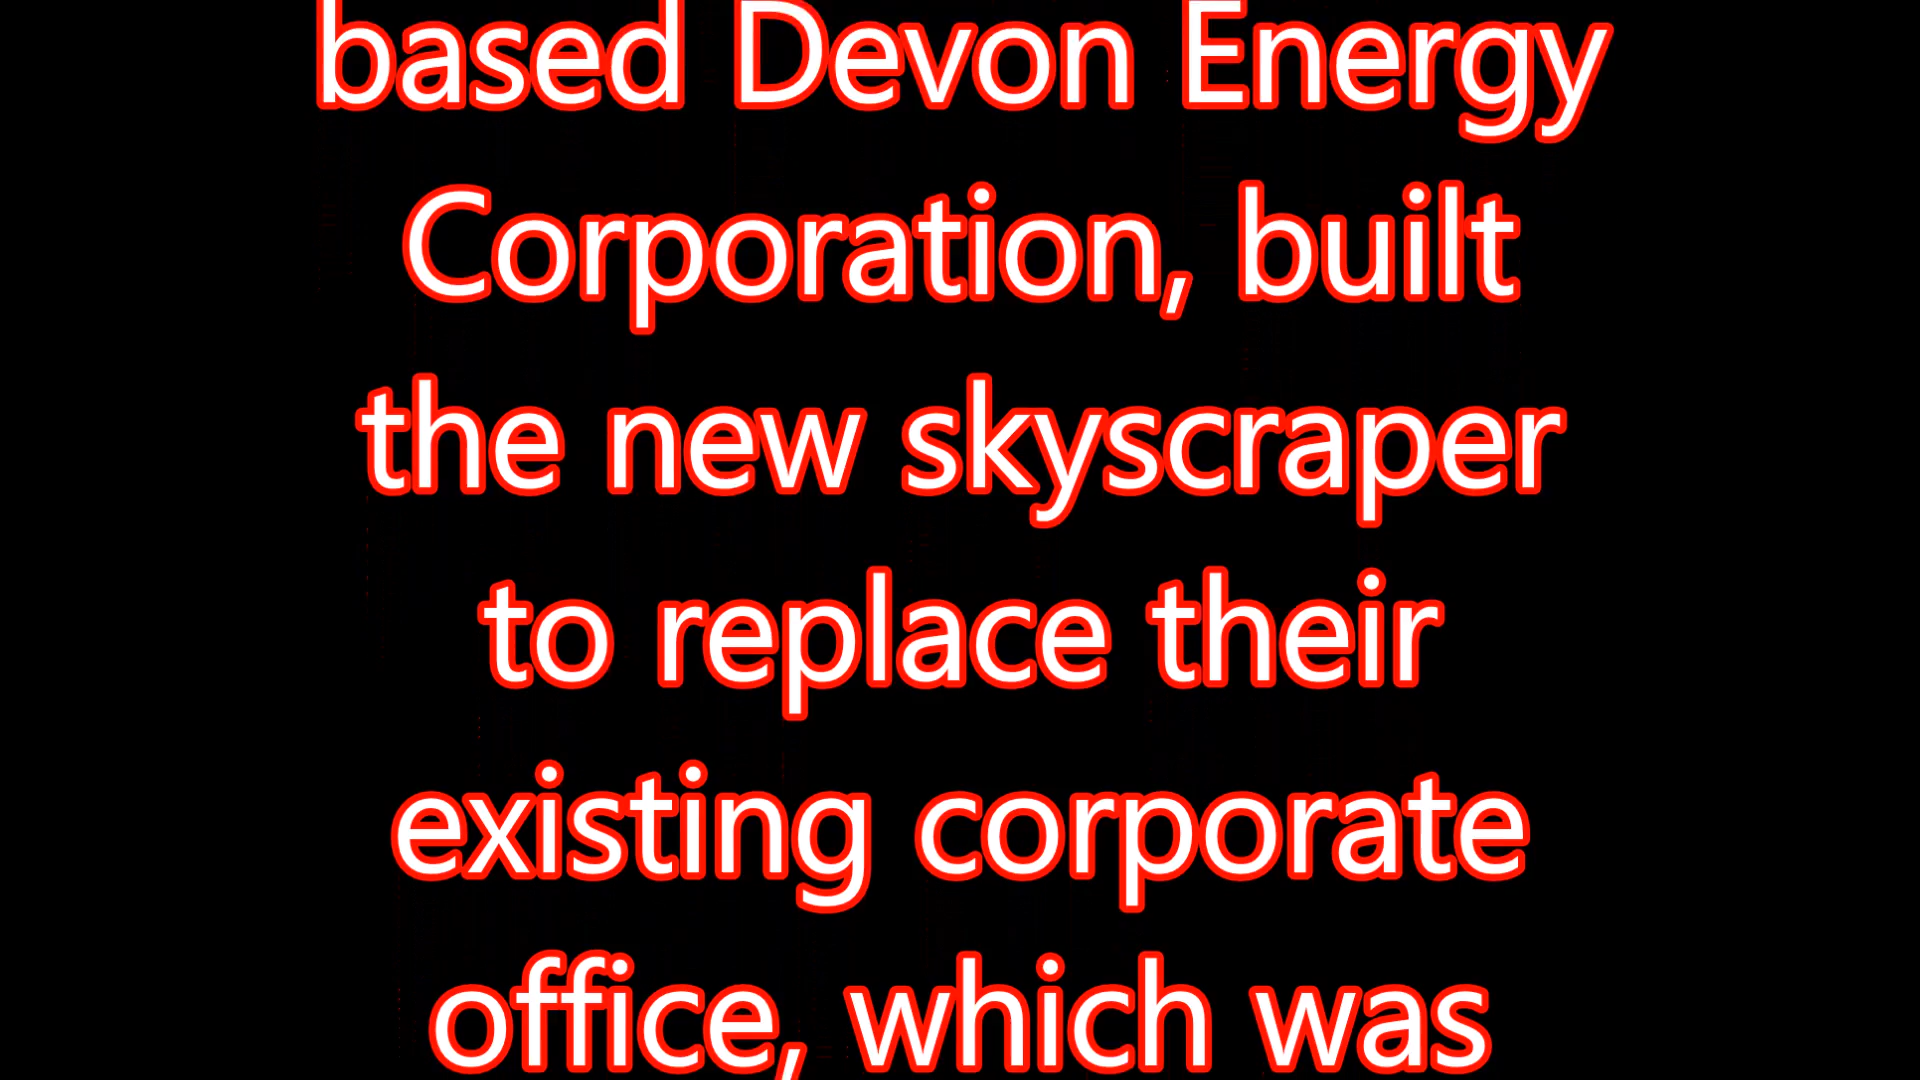 based Devon Energy
Corporation, built
the new skyscraper
to replace their
existing corporate
office, which was